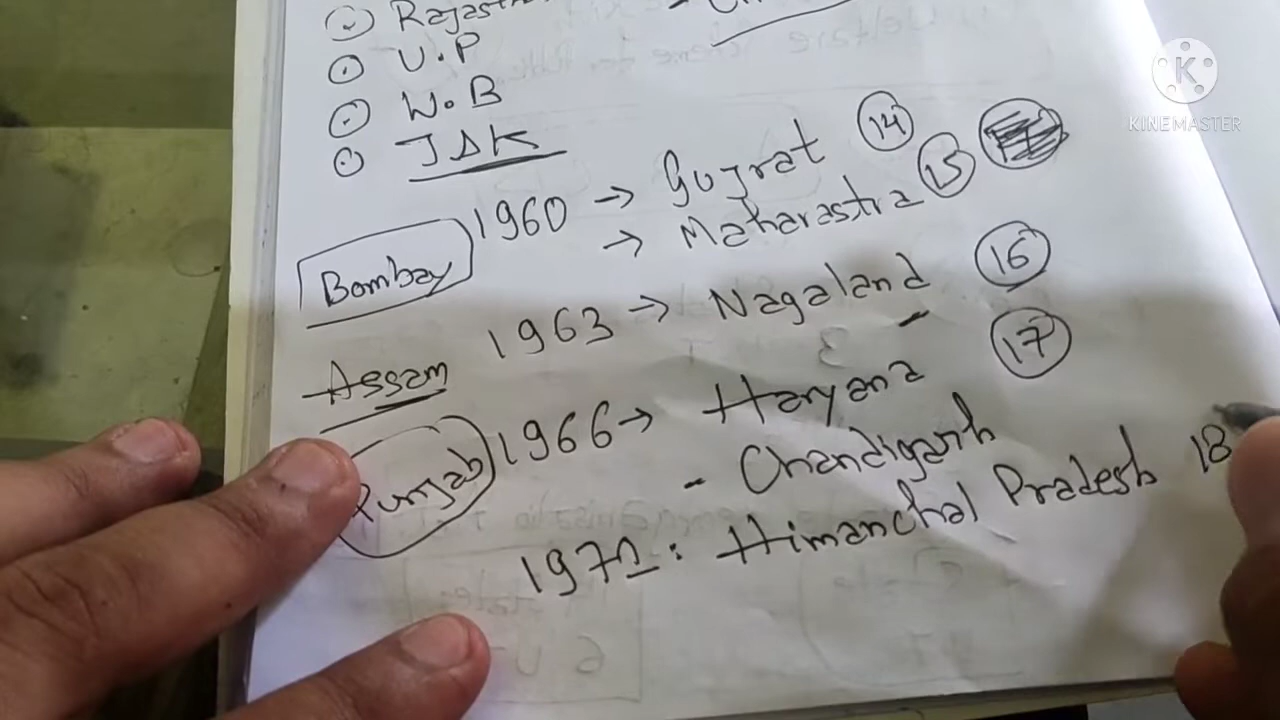 U.P
W.B
J&K
1960 → Gujrat 14
Bombay → Maharastra 15
1963 → Nagaland 16
Assam
1966 → Haryana 17
Punjab - Chandigarh
1971: Himanchal Pradesh 18
KINEMASTER